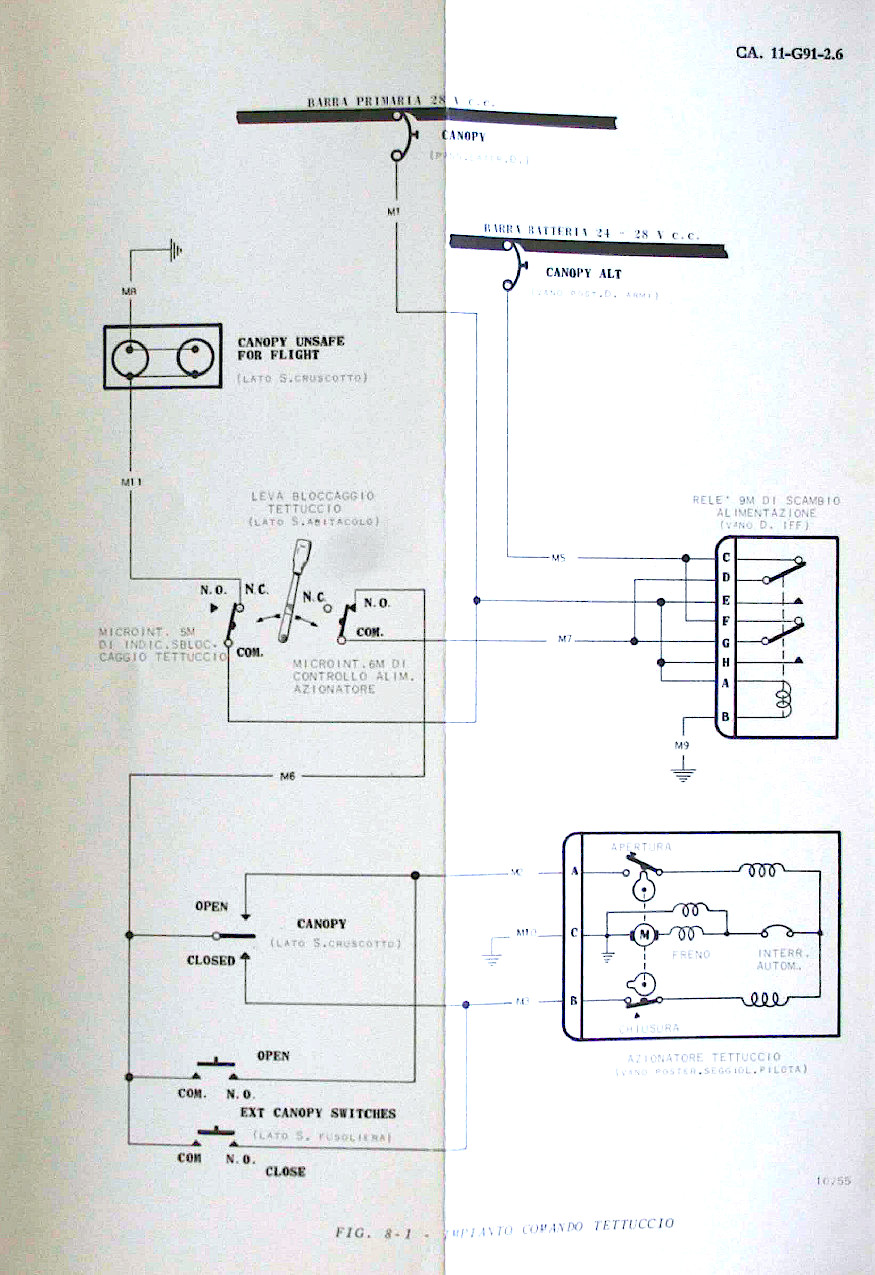 CA. 11-G91-2.6
BARRA PRIMARIA 28 V c.c.
CANOPY
M1
BARRA BATTERIA 24 - 28 V c.c.
CANOPY ALT
(VANO POST.D. ARMI)
M8
CANOPY UNSAFE
FOR FLIGHT
(LATO S.CRUSCOTTO)
M11
LEVA BLOCCAGGIO
TETTUCCIO
(LATO S.ABITACOLO)
RELE' 9M DI SCAMBIO
ALIMENTAZIONE
(VANO D. IFF)
M5
C
D
E
F
G
H
A
B
N.O.
N.C.
N.C.
N.O.
COM.
COM.
M7
MICROINT. 5M
DI INDIC.SBLOC-
CAGGIO TETTUCCIO
MICROINT.6M DI
CONTROLLO ALIM.
AZIONATORE
M9
M6
APERTURA
M2
A
OPEN
CANOPY
(LATO S.CRUSCOTTO)
CLOSED
M10
C
M
FRENO
INTERR.
AUTOM.
M3
B
CHIUSURA
AZIONATORE TETTUCCIO
(VANO POSTER.SEGGIOL.PILOTA)
OPEN
COM.
N.O.
EXT CANOPY SWITCHES
(LATO S. FUSOLIERA)
COM
N.O.
CLOSE
10/55
FIG. 8-1 - IMPIANTO COMANDO TETTUCCIO